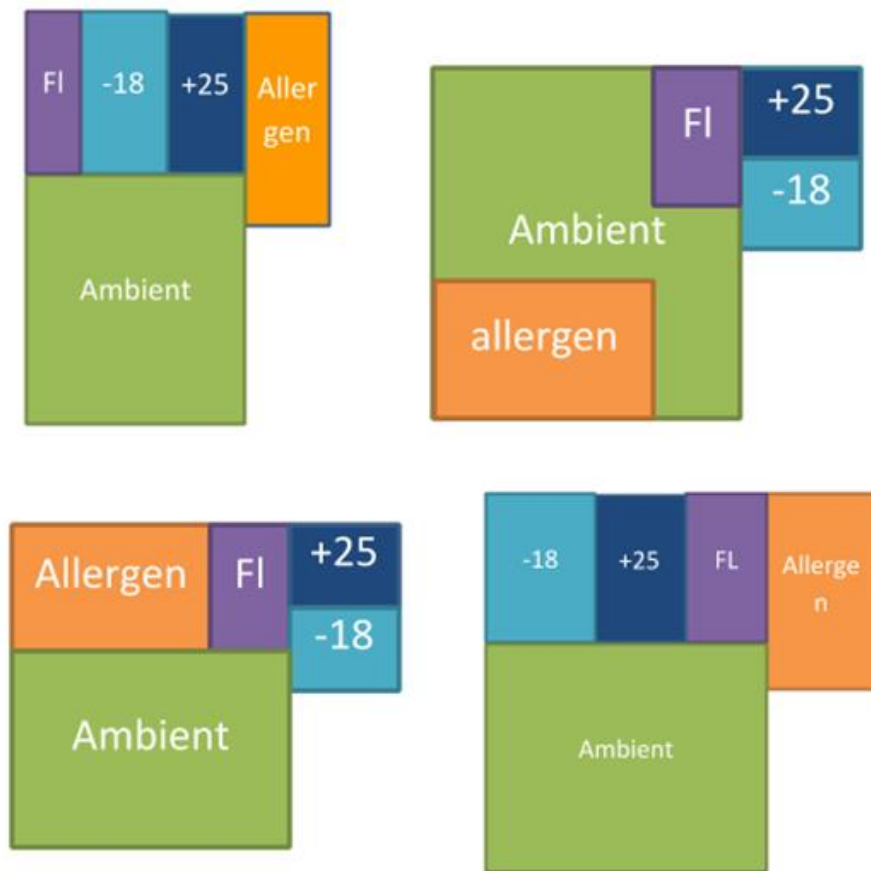 Fl
-18
+25
Aller
gen
Ambient
Fl
+25
-18
Ambient
allergen
Allergen
Fl
+25
-18
Ambient
-18
+25
FL
Allerge
n
Ambient